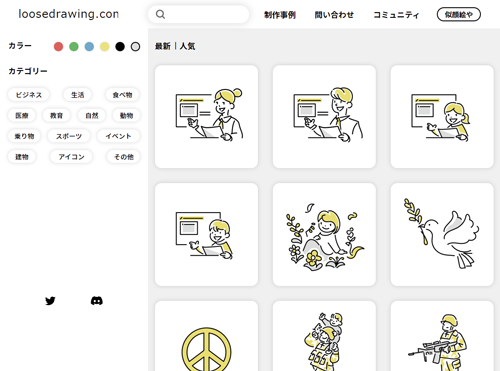 loosedrawing.com
制作事例 問い合わせ コミュニティ 似顔絵や
カラー
カテゴリー
ビジネス 生活 食べ物
医療 教育 自然 動物
乗り物 スポーツ イベント
建物 アイコン その他
最新｜人気